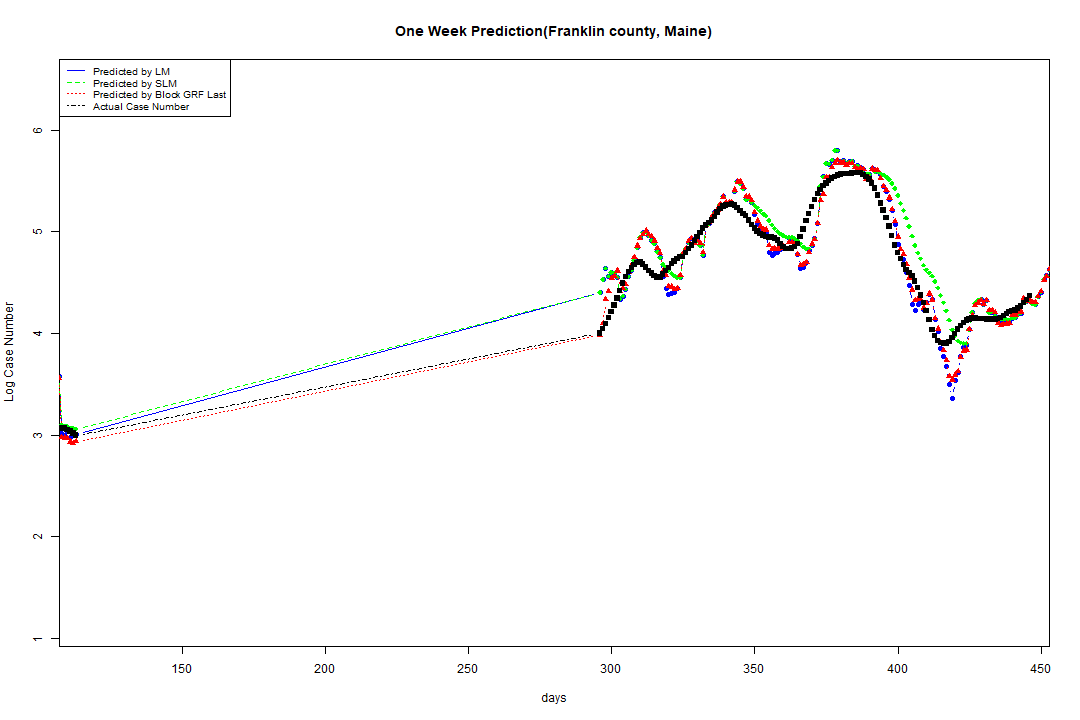 One Week Prediction(Franklin county, Maine)
Predicted by LM
Predicted by SLM
Predicted by Block GRF Last
Actual Case Number
6
5
4
3
2
1
Log Case Number
150 200 250 300 350 400 450
days